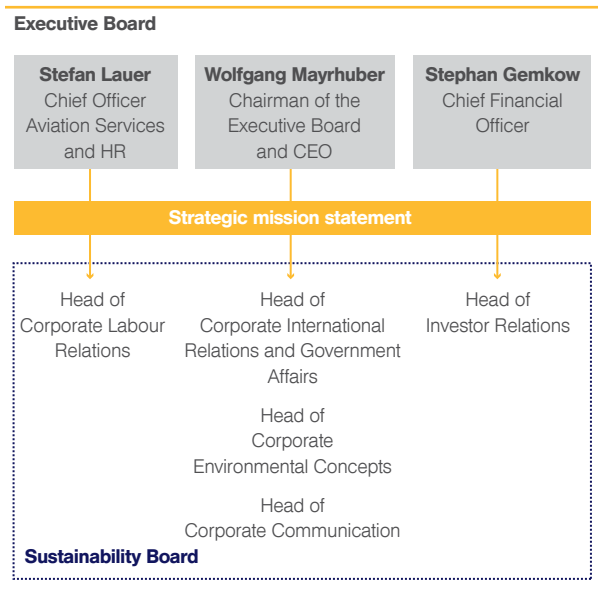 Executive Board
Stefan Lauer
Chief Officer
Aviation Services
and HR
Wolfgang Mayrhuber
Chairman of the
Executive Board
and CEO
Stephan Gemkow
Chief Financial
Officer
Strategic mission statement
Head of
Corporate Labour
Relations
Head of
Corporate International
Relations and Government
Affairs
Head of
Corporate
Environmental Concepts
Head of
Corporate Communication
Head of
Investor Relations
Sustainability Board